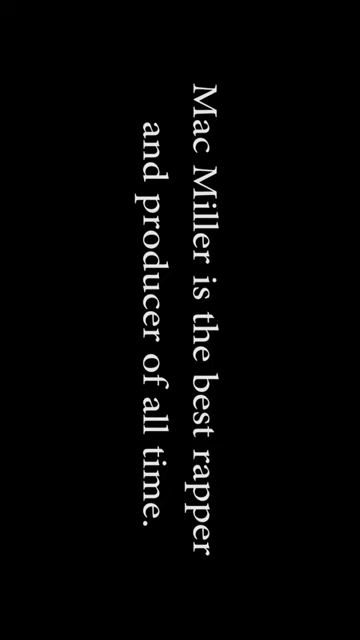 Mac Miller is the best rapper
and producer of all time.